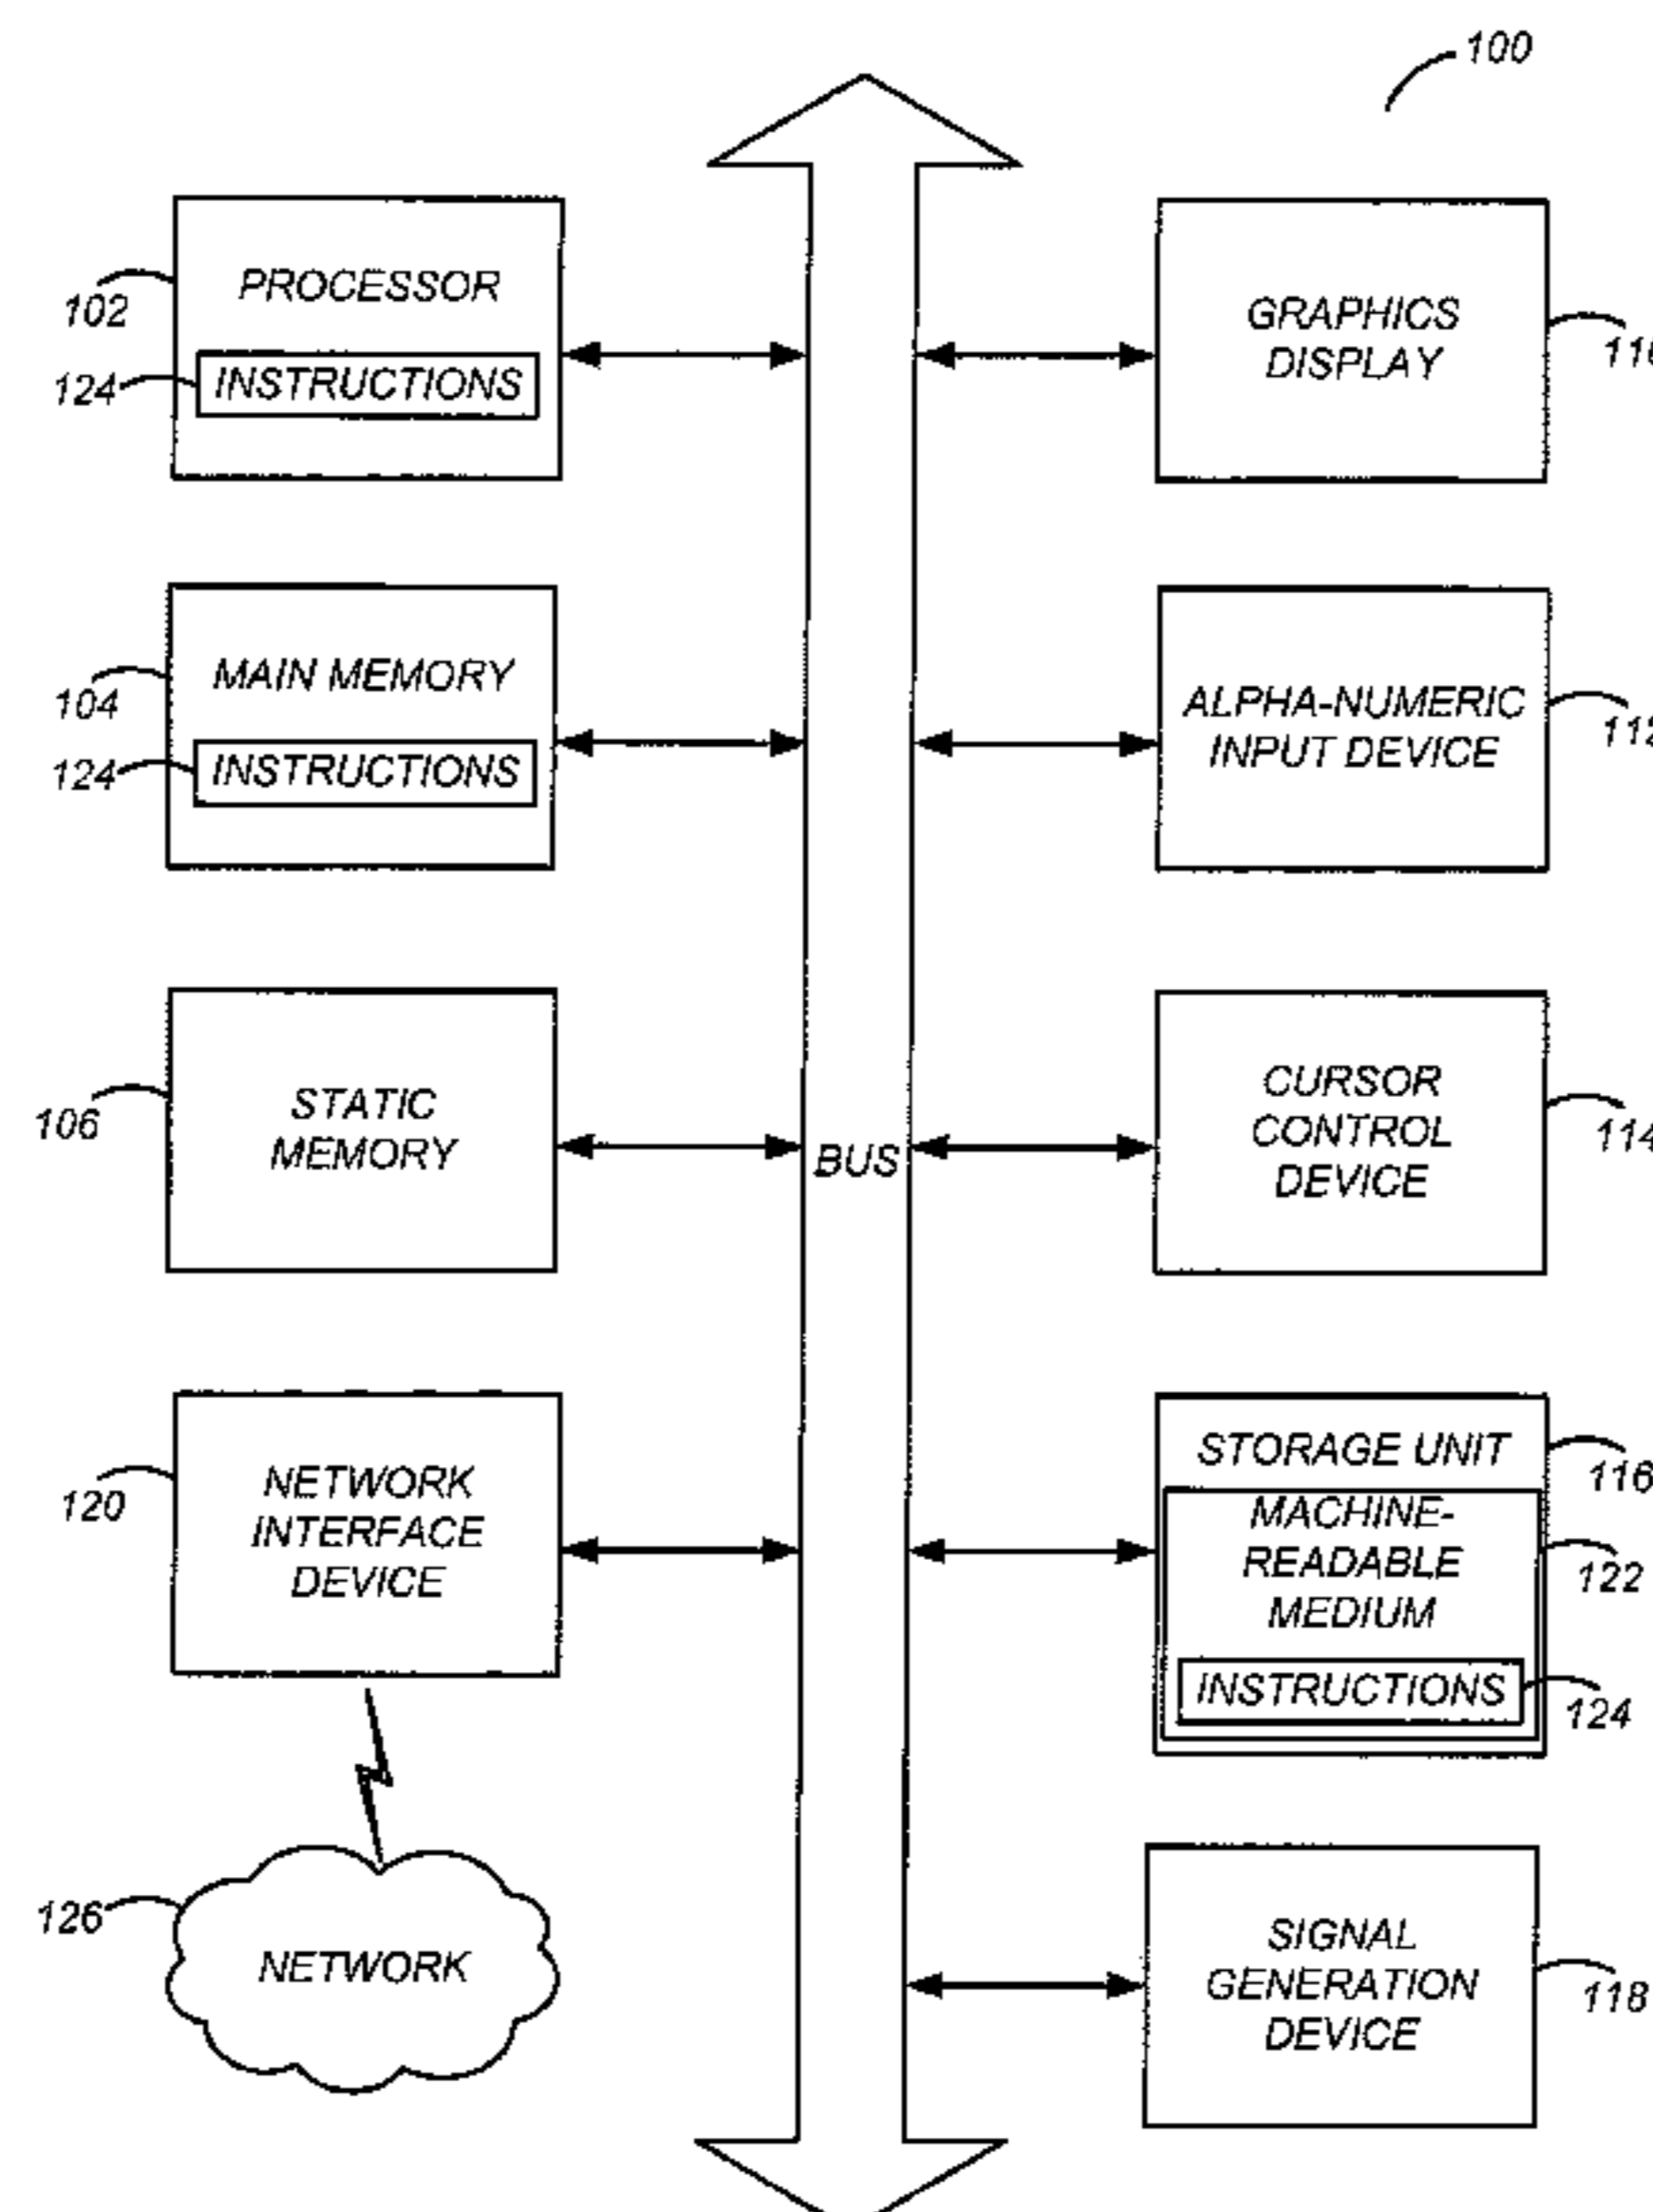 100
PROCESSOR
102
INSTRUCTIONS
124
GRAPHICS
DISPLAY
MAIN MEMORY
104
INSTRUCTIONS
124
ALPHA-NUMERIC
INPUT DEVICE
STATIC
MEMORY
106
BUS
CURSOR
CONTROL
DEVICE
114
NETWORK
INTERFACE
DEVICE
120
STORAGE UNIT
116
MACHINE-
READABLE
MEDIUM
122
INSTRUCTIONS
124
126
NETWORK
SIGNAL
GENERATION
DEVICE
118